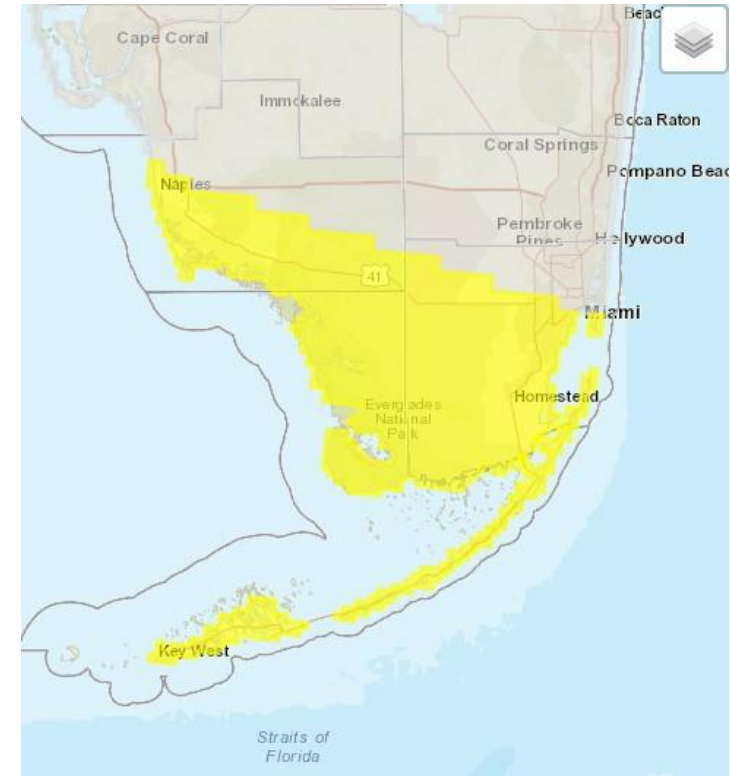 Beac
Cape Coral
Immokalee
Boca Raton
Coral Springs
Pompano Beac
Naples
Pembroke
Pines
Hollywood
41
Miami
Homestead
Everglades
National
Park
Key West
Straits of
Florida